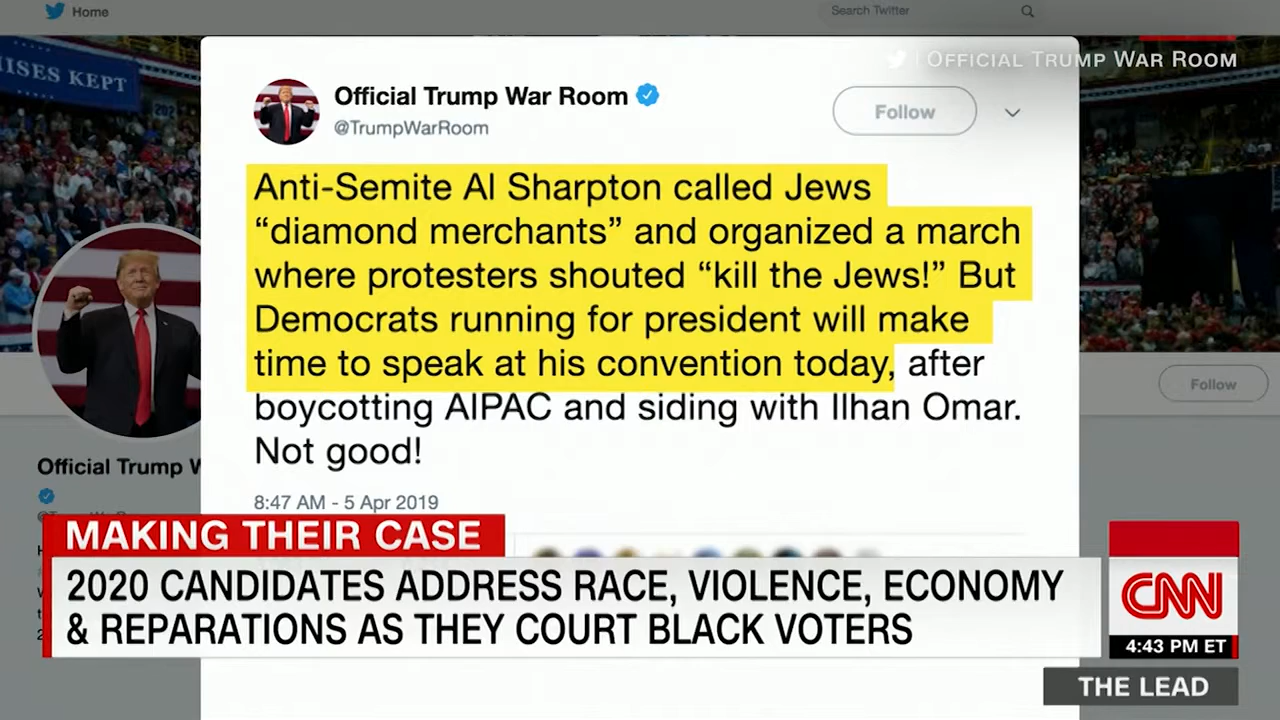 Home
Search Twitter
OFFICIAL TRUMP WAR ROOM
ISES KEPT
202
Official Trump War Room
@TrumpWarRoom
Follow
Anti-Semite Al Sharpton called Jews
“diamond merchants” and organized a march
where protesters shouted “kill the Jews!” But
Democrats running for president will make
time to speak at his convention today, after
boycotting AIPAC and siding with Ilhan Omar.
Not good!
8:47 AM - 5 Apr 2019
Follow
Official Trump W
MAKING THEIR CASE
2020 CANDIDATES ADDRESS RACE, VIOLENCE, ECONOMY
& REPARATIONS AS THEY COURT BLACK VOTERS
CNN
4:43 PM ET
THE LEAD